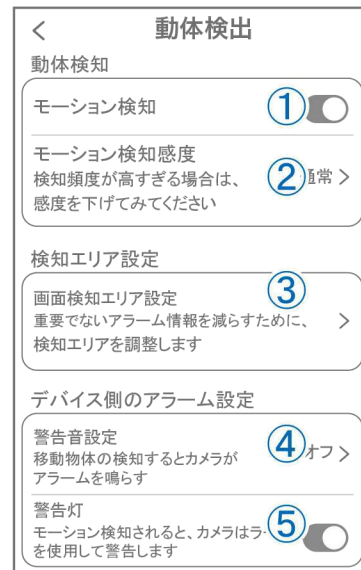 < 動体検出
動体検知
モーション検知 ①
モーション検知感度
検知頻度が高すぎる場合は、
感度を下げてみてください
② 通常 >
検知エリア設定
画面検知エリア設定 ③
重要でないアラーム情報を減らすために、
検知エリアを調整します
>
デバイス側のアラーム設定
警告音設定
移動物体の検知するとカメラが
アラームを鳴らす
④ オフ >
警告灯
モーション検知されると、カメラはラ
を使用して警告します
⑤